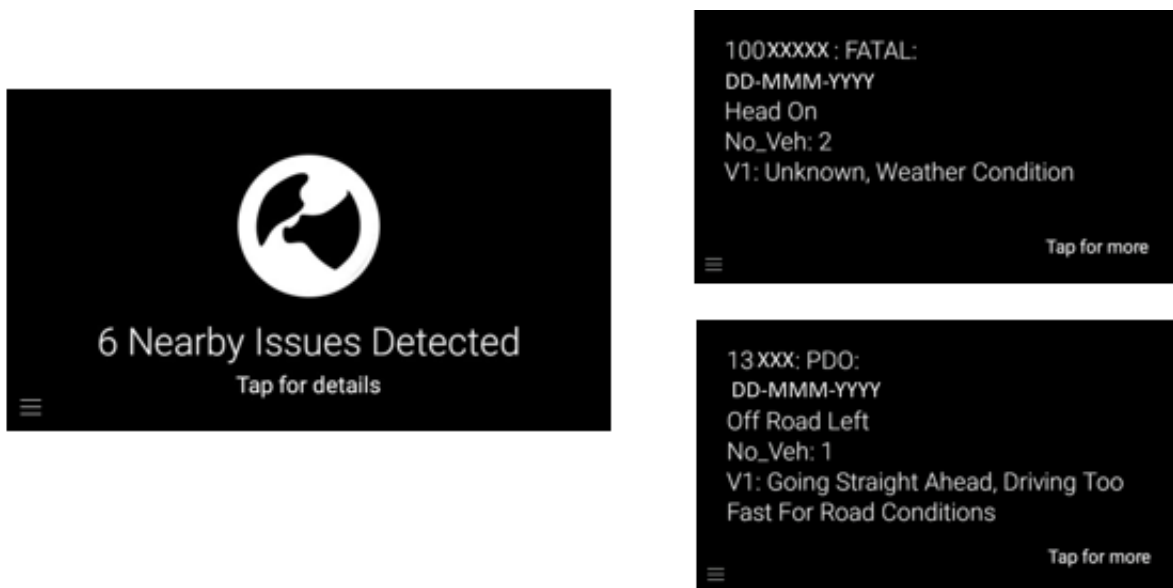 6 Nearby Issues Detected
Tap for details
100XXXXX : FATAL:
DD-MMM-YYYY
Head On
No_Veh: 2
V1: Unknown, Weather Condition
Tap for more
13 XXX: PDO:
DD-MMM-YYYY
Off Road Left
No_Veh: 1
V1: Going Straight Ahead, Driving Too
Fast For Road Conditions
Tap for more